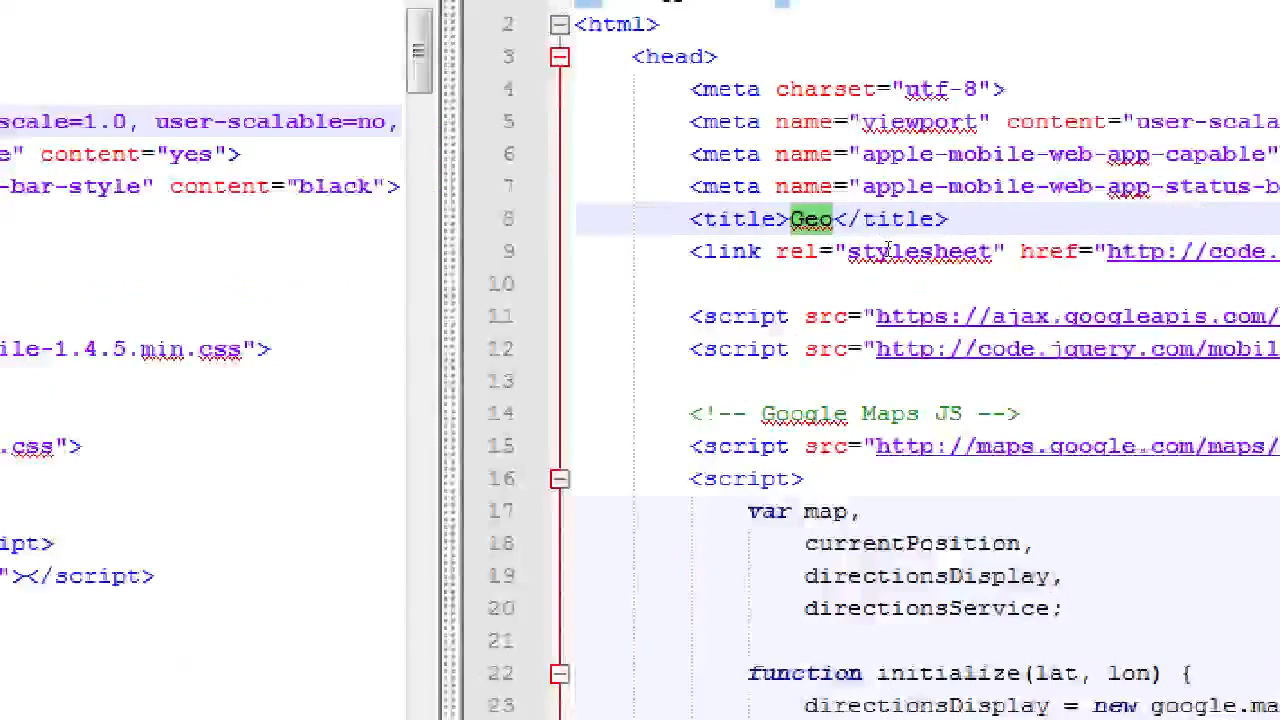 scale=1.0, user-scalable=no,
e" content="yes">
-bar-style" content="black">
ile-1.4.5.min.css">
.css">
ipt>
"></script>
2 <html>
3 <head>
4 <meta charset="utf-8">
5 <meta name="viewport" content="user-scala
6 <meta name="apple-mobile-web-app-capable"
7 <meta name="apple-mobile-web-app-status-b
8 <title>Geo</title>
9 <link rel="stylesheet" href="http://code.
10
11 <script src="https://ajax.googleapis.com/
12 <script src="http://code.jquery.com/mobil
13
14 <!-- Google Maps JS -->
15 <script src="http://maps.google.com/maps/
16 <script>
17 var map,
18 currentPosition,
19 directionsDisplay,
20 directionsService;
21
22 function initialize(lat, lon) {
23 directionsDisplay = new google.ma